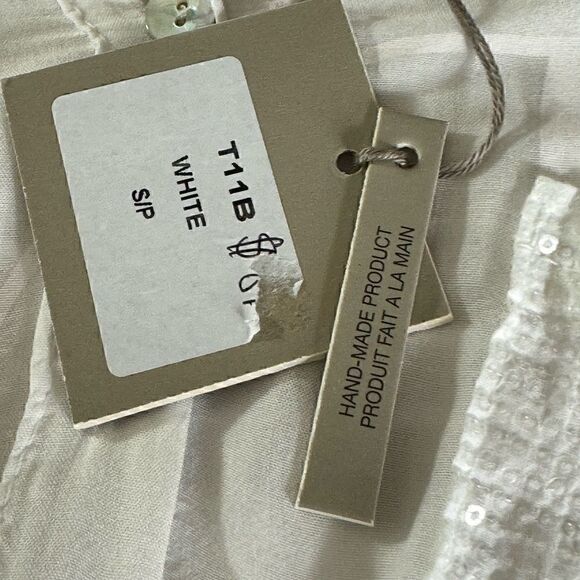 T11B $
WHITE
S/P
HAND-MADE PRODUCT
PRODUIT FAIT A LA MAIN